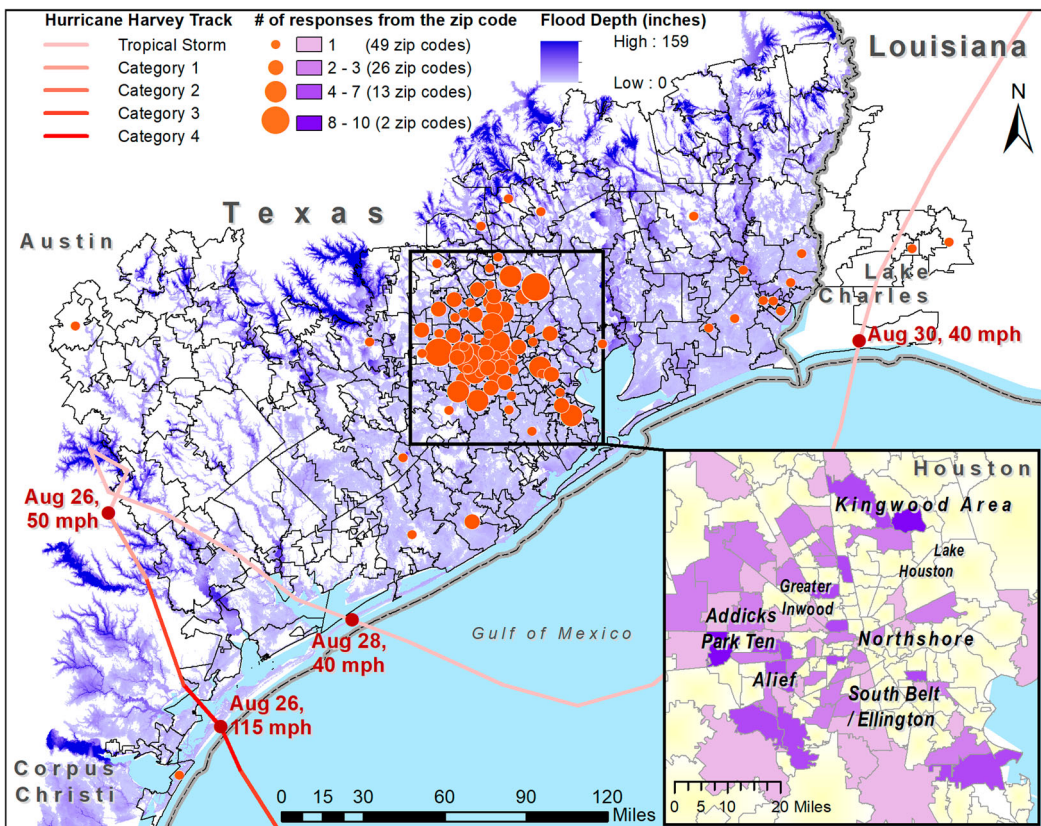 Hurricane Harvey Track
Tropical Storm
Category 1
Category 2
Category 3
Category 4
# of responses from the zip code
1 (49 zip codes)
2 - 3 (26 zip codes)
4 - 7 (13 zip codes)
8 - 10 (2 zip codes)
Flood Depth (inches)
High : 159
Low : 0
Louisiana
N
Texas
Austin
Lake
Charles
Aug 30, 40 mph
Aug 26,
50 mph
Aug 28,
40 mph
Gulf of Mexico
Aug 26,
115 mph
Corpus
Christi
0 15 30 60 90 120
Miles
Houston
Kingwood Area
Lake
Houston
Greater
Inwood
Addicks
Park Ten
Northshore
Alief
South Belt
/ Ellington
0 5 10 20 Miles